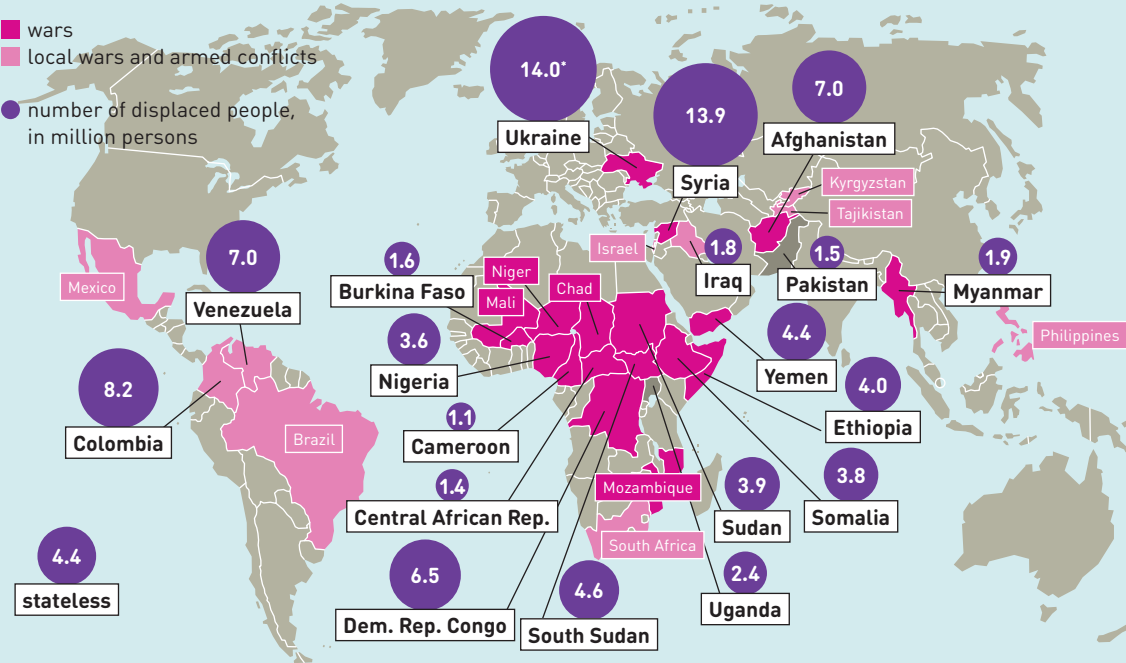 wars
local wars and armed conflicts
number of displaced people,
in million persons
14.0*
Ukraine
13.9
Syria
7.0
Afghanistan
Kyrgyzstan
Tajikistan
Israel
1.8
Iraq
1.5
Pakistan
1.9
Myanmar
Philippines
Mexico
7.0
Venezuela
8.2
Colombia
Brazil
1.6
Burkina Faso
Niger
Mali
Chad
3.6
Nigeria
1.1
Cameroon
1.4
Central African Rep.
4.4
Yemen
4.0
Ethiopia
3.8
Somalia
3.9
Sudan
Mozambique
South Africa
2.4
Uganda
6.5
Dem. Rep. Congo
4.6
South Sudan
4.4
stateless